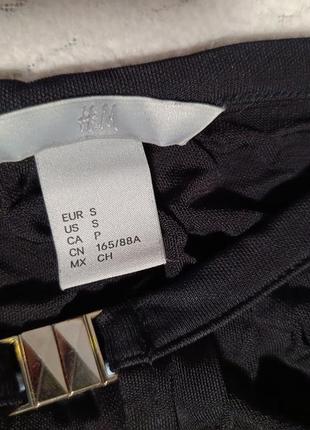 H&M
EUR S
US S
CA P
CN 165/88A
MX CH